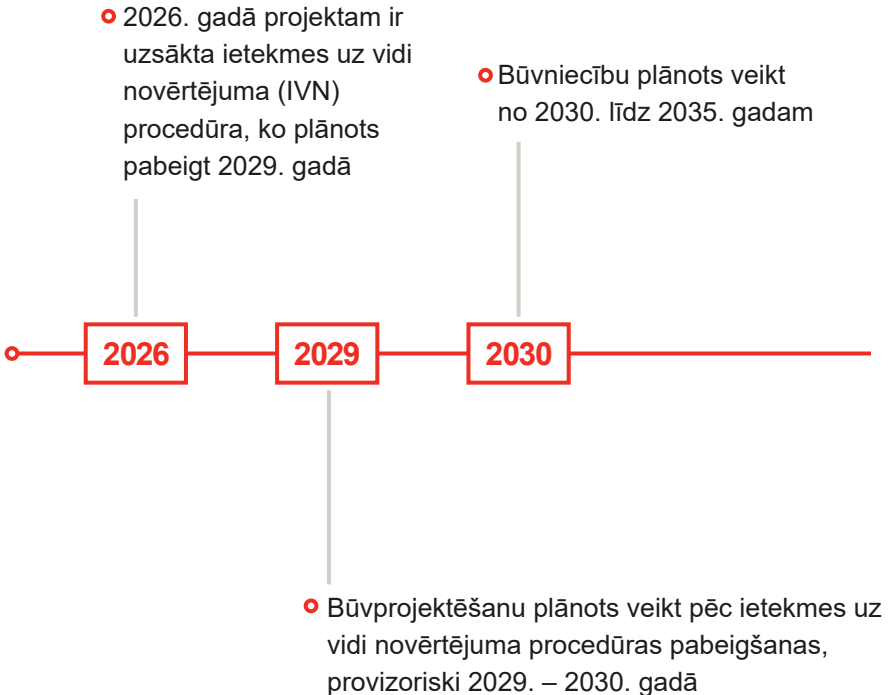 2026. gadā projektam ir
uzsākta ietekmes uz vidi
novērtējuma (IVN)
procedūra, ko plānots
pabeigt 2029. gadā
Būvniecību plānots veikt
no 2030. līdz 2035. gadam
2026
2029
2030
Būvprojektēšanu plānots veikt pēc ietekmes uz
vidi novērtējuma procedūras pabeigšanas,
provizoriski 2029. – 2030. gadā